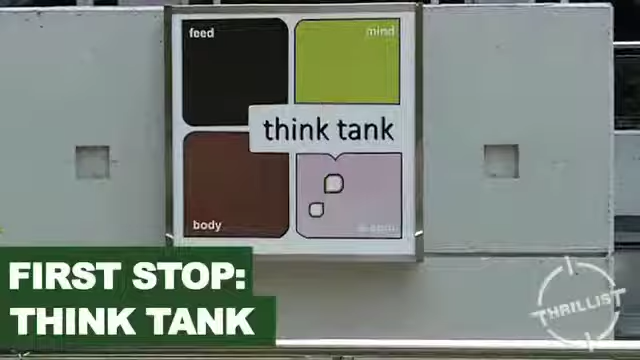 feed
mind
think tank
body
FIRST STOP:
THINK TANK
THRILLIST